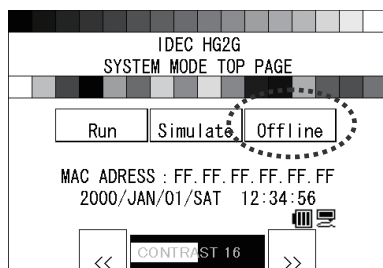 IDEC HG2G
SYSTEM MODE TOP PAGE
Run Simulate Offline
MAC ADRESS : FF. FF. FF. FF. FF. FF
2000/JAN/01/SAT 12:34:56
<< CONTRAST 16 >>